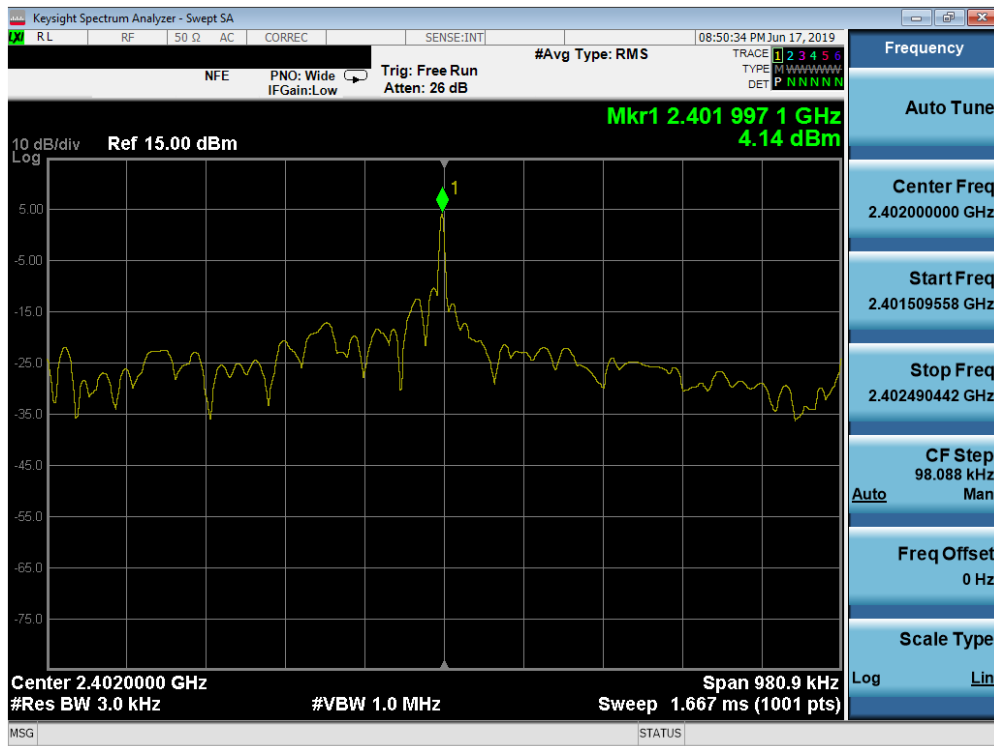 Keysight Spectrum Analyzer - Swept SA
LXI RL RF 50 Ω AC CORREC SENSE:INT 08:50:34 PM Jun 17, 2019
#Avg Type: RMS TRACE 1 2 3 4 5 6
NFE PNO: Wide Trig: Free Run TYPE M WWWWW
IFGain:Low Atten: 26 dB DET P NNNNN
Mkr1 2.401 997 1 GHz
4.14 dBm
10 dB/div Ref 15.00 dBm
Log
1
5.00
-5.00
-15.0
-25.0
-35.0
-45.0
-55.0
-65.0
-75.0
Center 2.4020000 GHz Span 980.9 kHz
#Res BW 3.0 kHz #VBW 1.0 MHz Sweep 1.667 ms (1001 pts)
MSG STATUS
Frequency
Auto Tune
Center Freq
2.402000000 GHz
Start Freq
2.401509558 GHz
Stop Freq
2.402490442 GHz
CF Step
98.088 kHz
Auto Man
Freq Offset
0 Hz
Scale Type
Log Lin